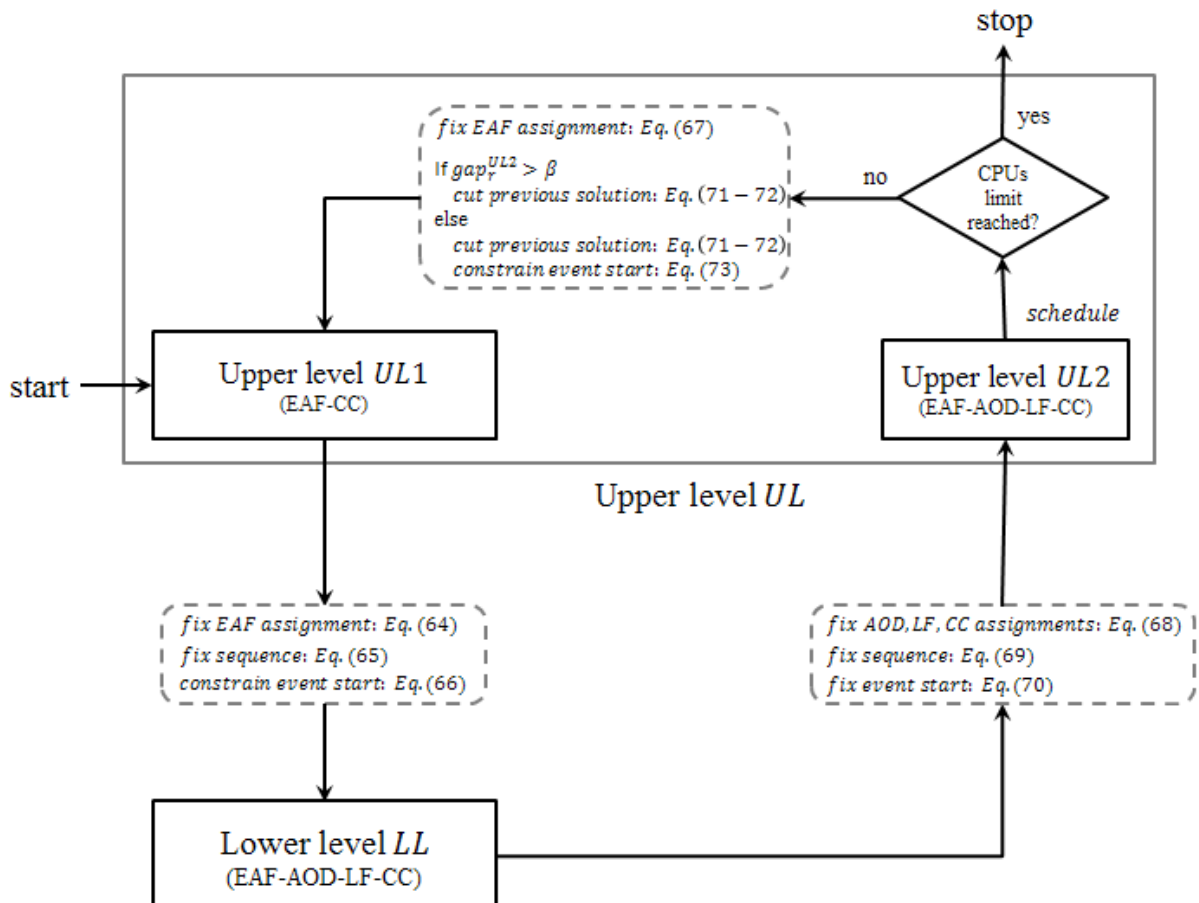 stop
yes
fix EAF assignment: Eq. (67)
If gap_r^{UL2} > β
cut previous solution: Eq. (71 − 72)
else
cut previous solution: Eq. (71 − 72)
constrain event start: Eq. (73)
no
CPUs
limit
reached?
schedule
start
Upper level UL1
(EAF-CC)
Upper level UL2
(EAF-AOD-LF-CC)
Upper level UL
fix EAF assignment: Eq. (64)
fix sequence: Eq. (65)
constrain event start: Eq. (66)
fix AOD, LF, CC assignments: Eq. (68)
fix sequence: Eq. (69)
fix event start: Eq. (70)
Lower level LL
(EAF-AOD-LF-CC)